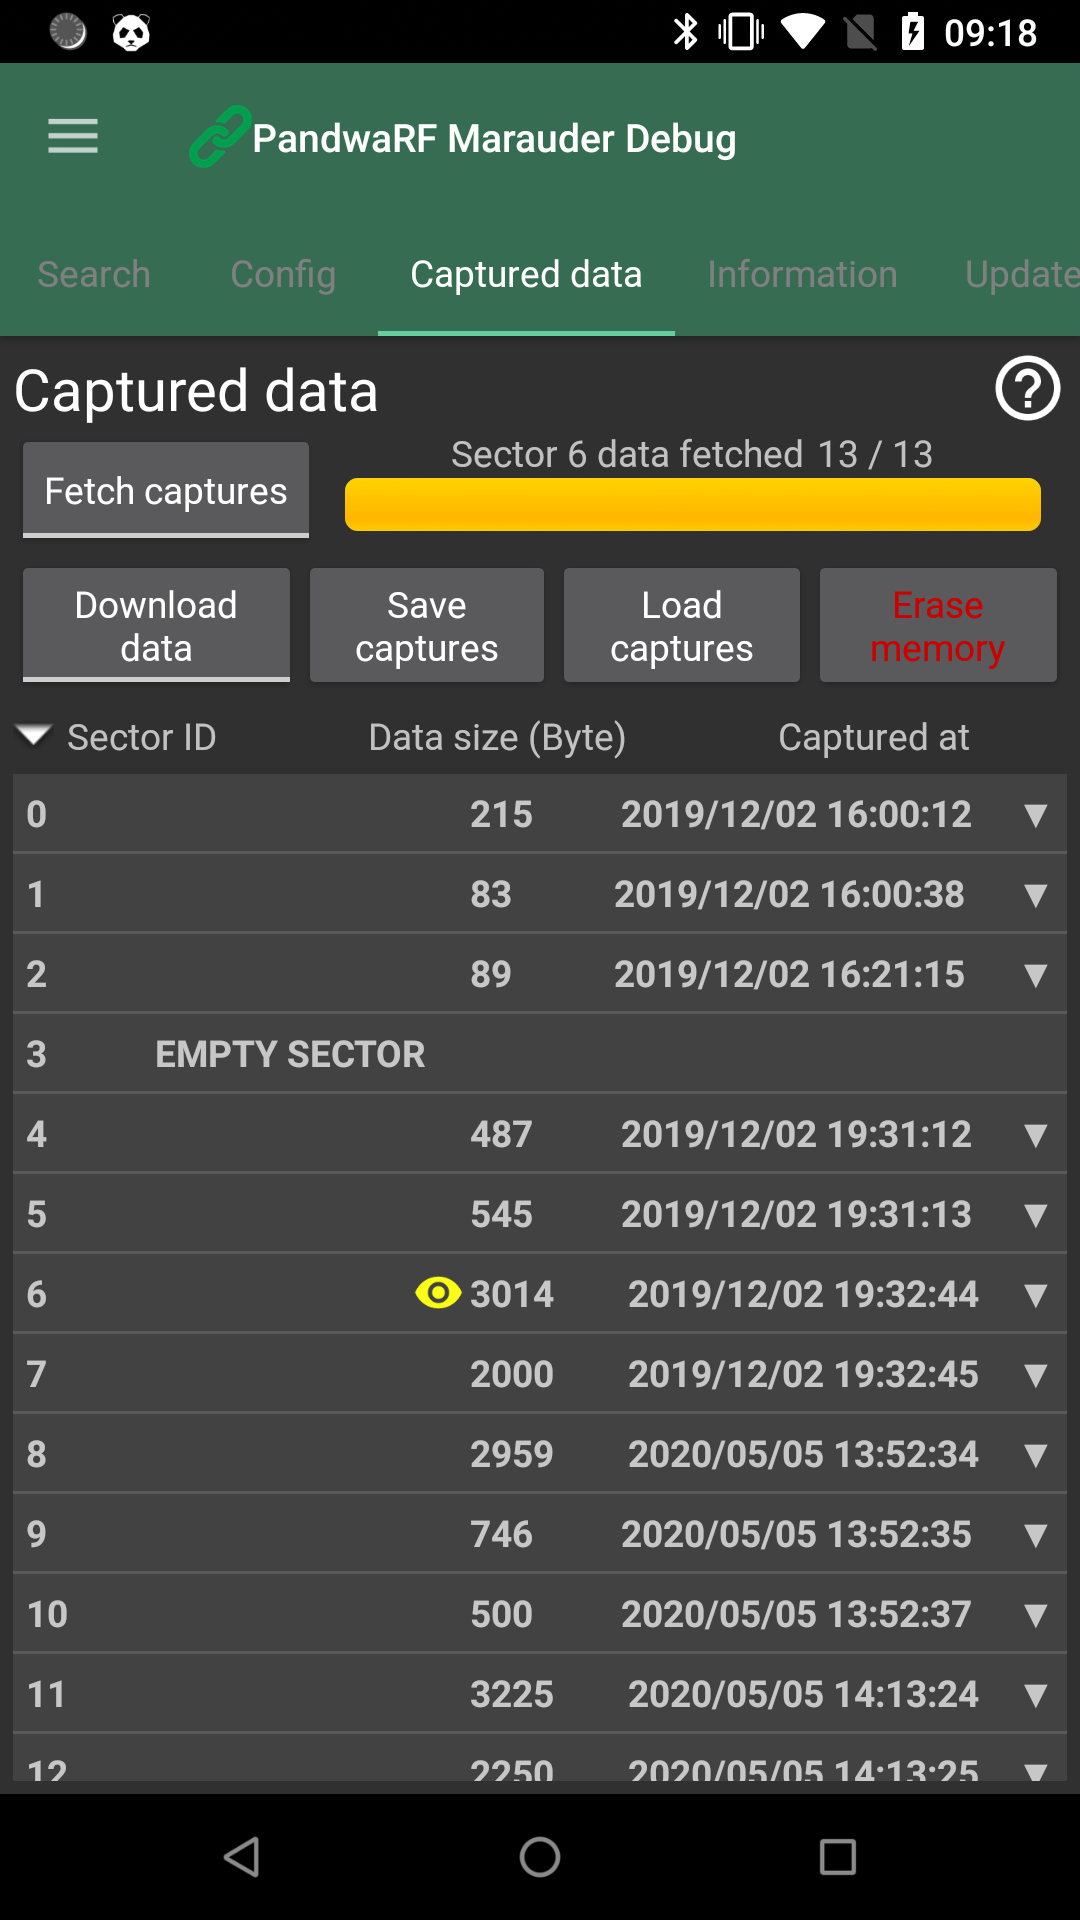 09:18
PandwaRF Marauder Debug
Search Config Captured data Information Update
Captured data
Fetch captures
Sector 6 data fetched 13 / 13
Download data
Save captures
Load captures
Erase memory
Sector ID Data size (Byte) Captured at
0 215 2019/12/02 16:00:12 ▼
1 83 2019/12/02 16:00:38 ▼
2 89 2019/12/02 16:21:15 ▼
3 EMPTY SECTOR
4 487 2019/12/02 19:31:12 ▼
5 545 2019/12/02 19:31:13 ▼
6 3014 2019/12/02 19:32:44 ▼
7 2000 2019/12/02 19:32:45 ▼
8 2959 2020/05/05 13:52:34 ▼
9 746 2020/05/05 13:52:35 ▼
10 500 2020/05/05 13:52:37 ▼
11 3225 2020/05/05 14:13:24 ▼
12 2250 2020/05/05 14:13:25 ▼